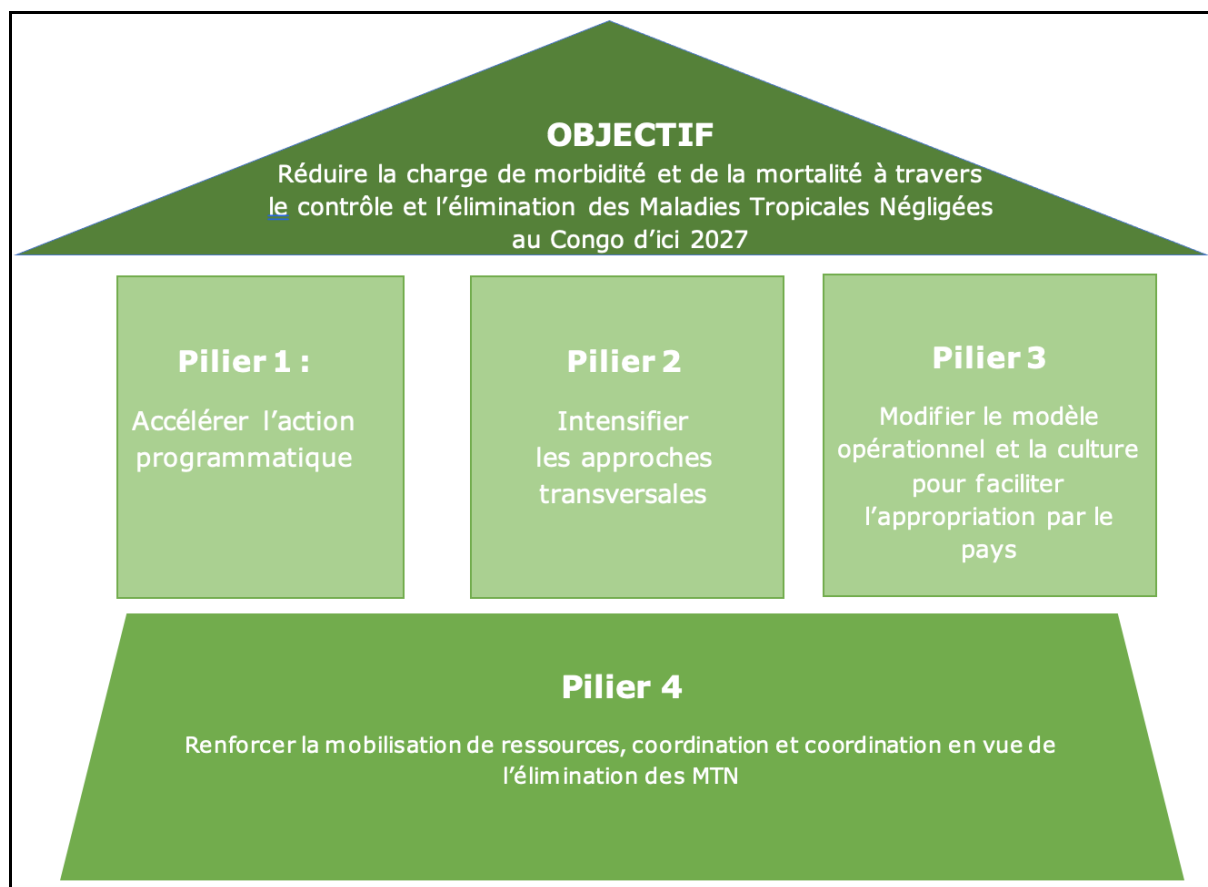 OBJECTIF
Réduire la charge de morbidité et de la mortalité à travers
le contrôle et l’élimination des Maladies Tropicales Négligées
au Congo d’ici 2027
Pilier 1 :
Accélérer l’action
programmatique
Pilier 2
Intensifier
les approches
transversales
Pilier 3
Modifier le modèle
opérationnel et la culture
pour faciliter
l’appropriation par le
pays
Pilier 4
Renforcer la mobilisation de ressources, coordination et coordination en vue de
l’élimination des MTN